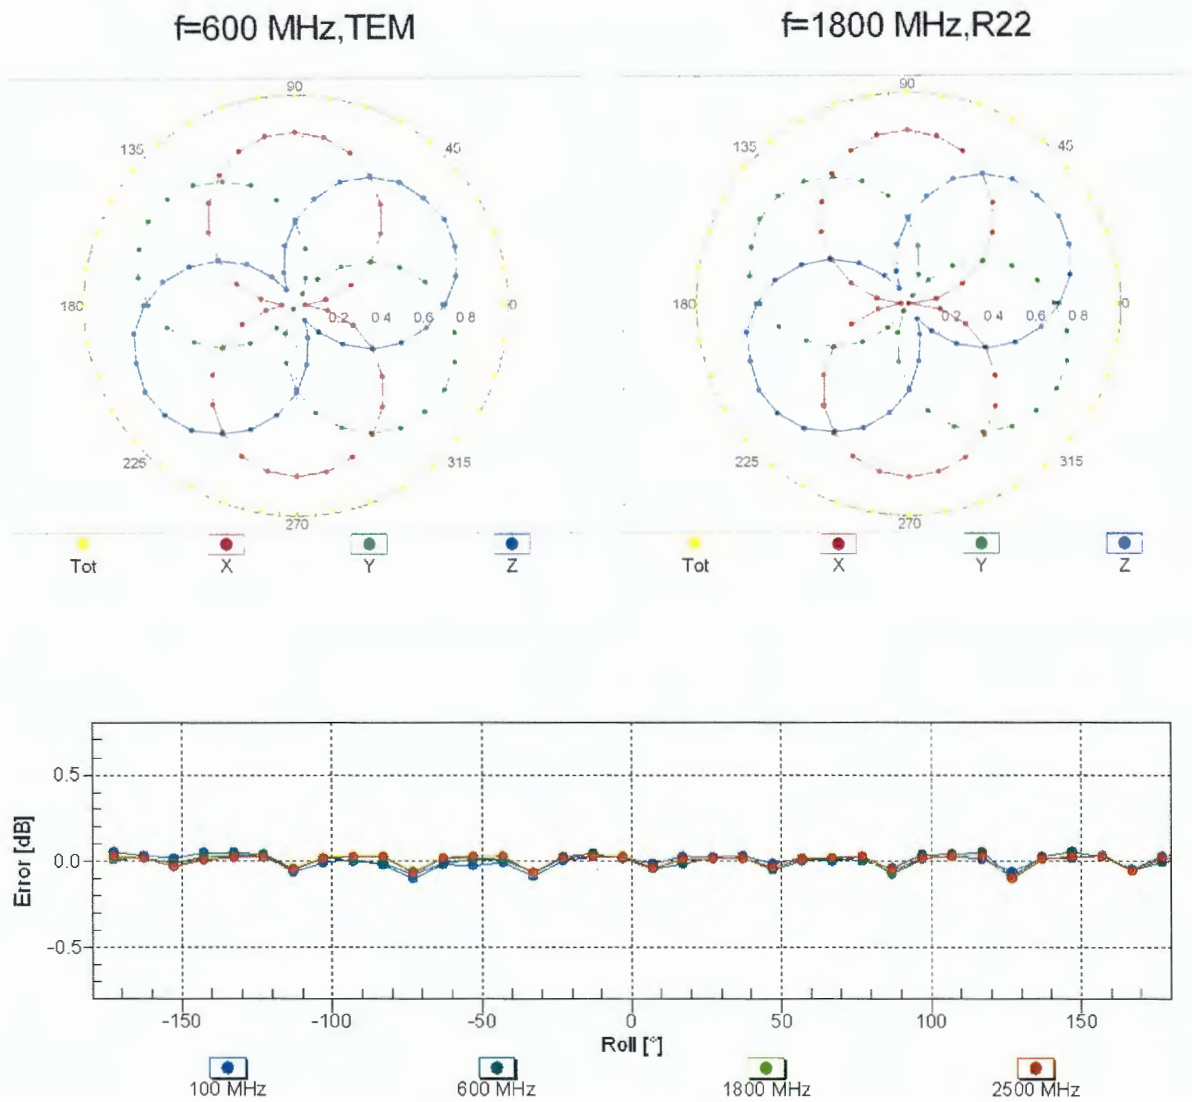 f=600 MHz,TEM
f=1800 MHz,R22
90
135
45
180
0
0.2 0.4 0.6 0.8
225
315
270
Tot X Y Z
90
135
45
180
0
0.2 0.4 0.6 0.8
225
315
270
Tot X Y Z
Error [dB]
0.5
0.0
-0.5
-150 -100 -50 0 50 100 150
Roll [°]
100 MHz 600 MHz 1800 MHz 2500 MHz